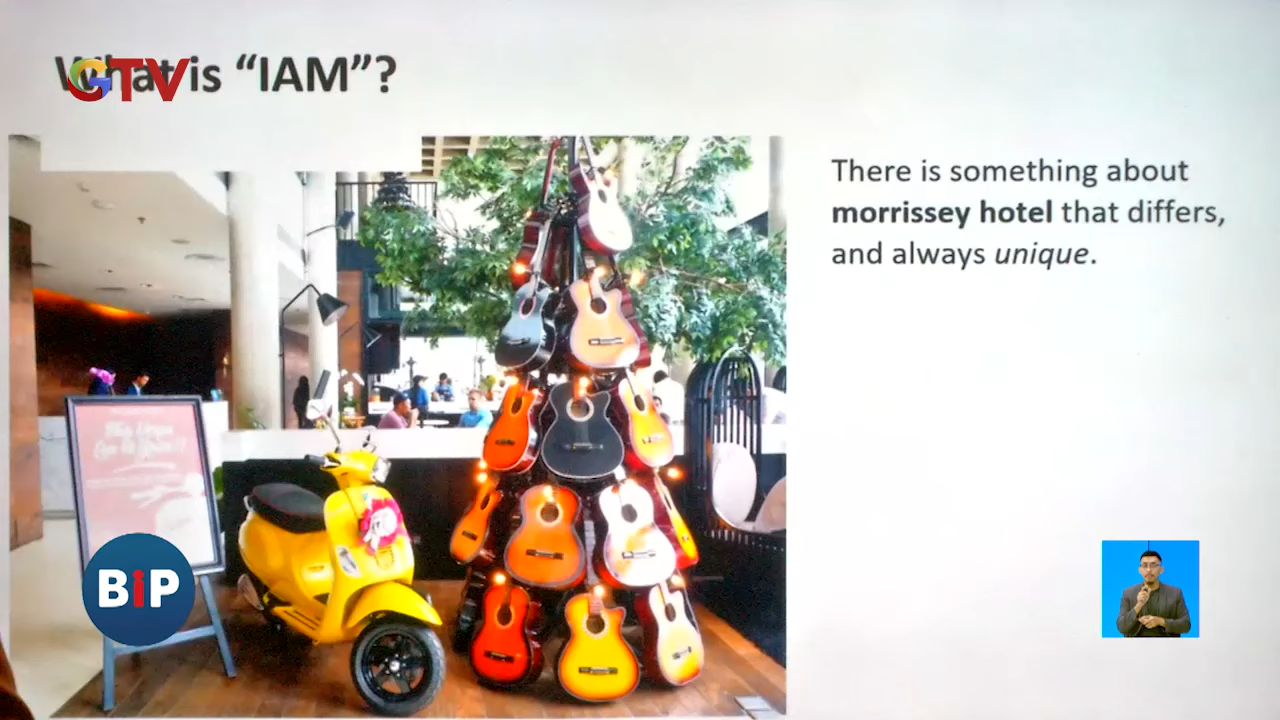 What is “IAM”?
GTV
There is something about
morrissey hotel that differs,
and always unique.
BiP